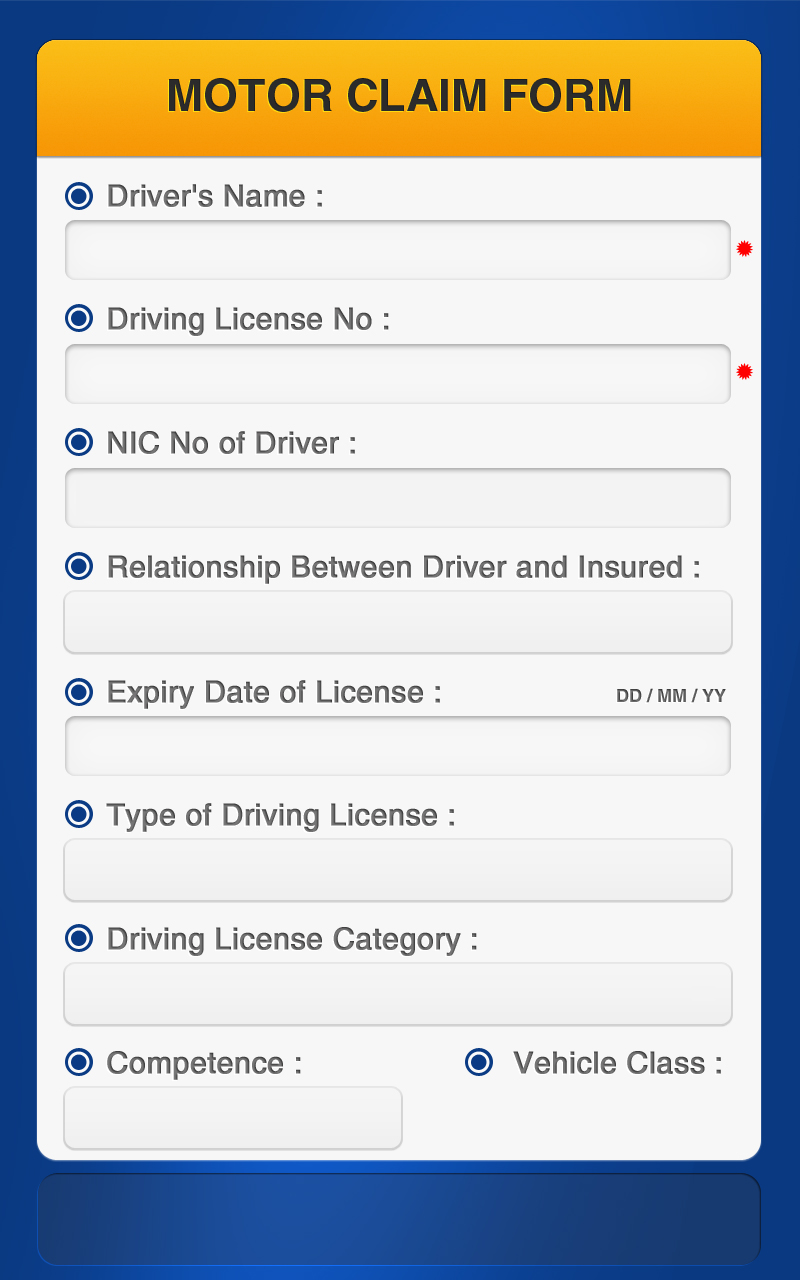 MOTOR CLAIM FORM
Driver's Name :
Driving License No :
NIC No of Driver :
Relationship Between Driver and Insured :
Expiry Date of License : DD / MM / YY
Type of Driving License :
Driving License Category :
Competence : Vehicle Class :